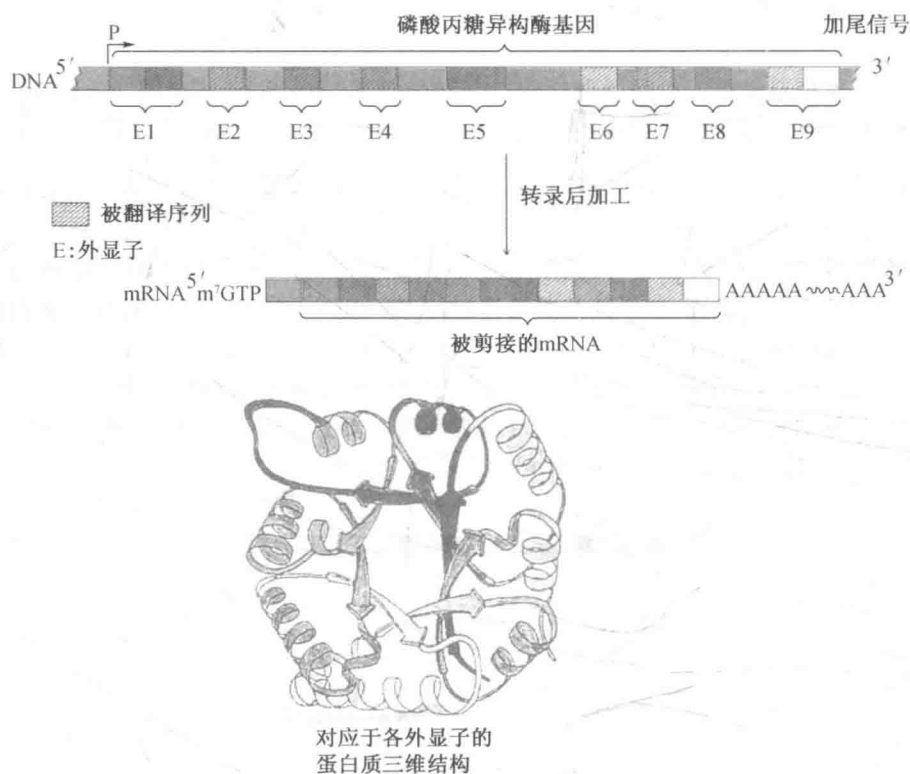 P
磷酸丙糖异构酶基因
加尾信号
DNA 5′ 3′
E1 E2 E3 E4 E5 E6 E7 E8 E9
转录后加工
被翻译序列
E:外显子
mRNA 5′ m⁷GTP AAAAA AAA 3′
被剪接的mRNA
对应于各外显子的
蛋白质三维结构